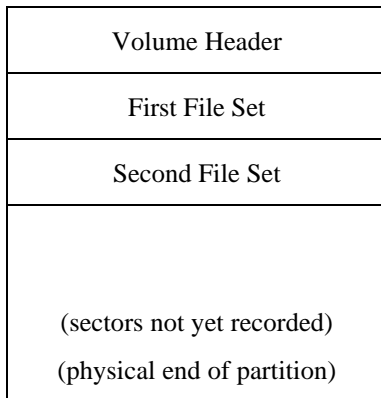 Volume Header
First File Set
Second File Set
(sectors not yet recorded)
(physical end of partition)